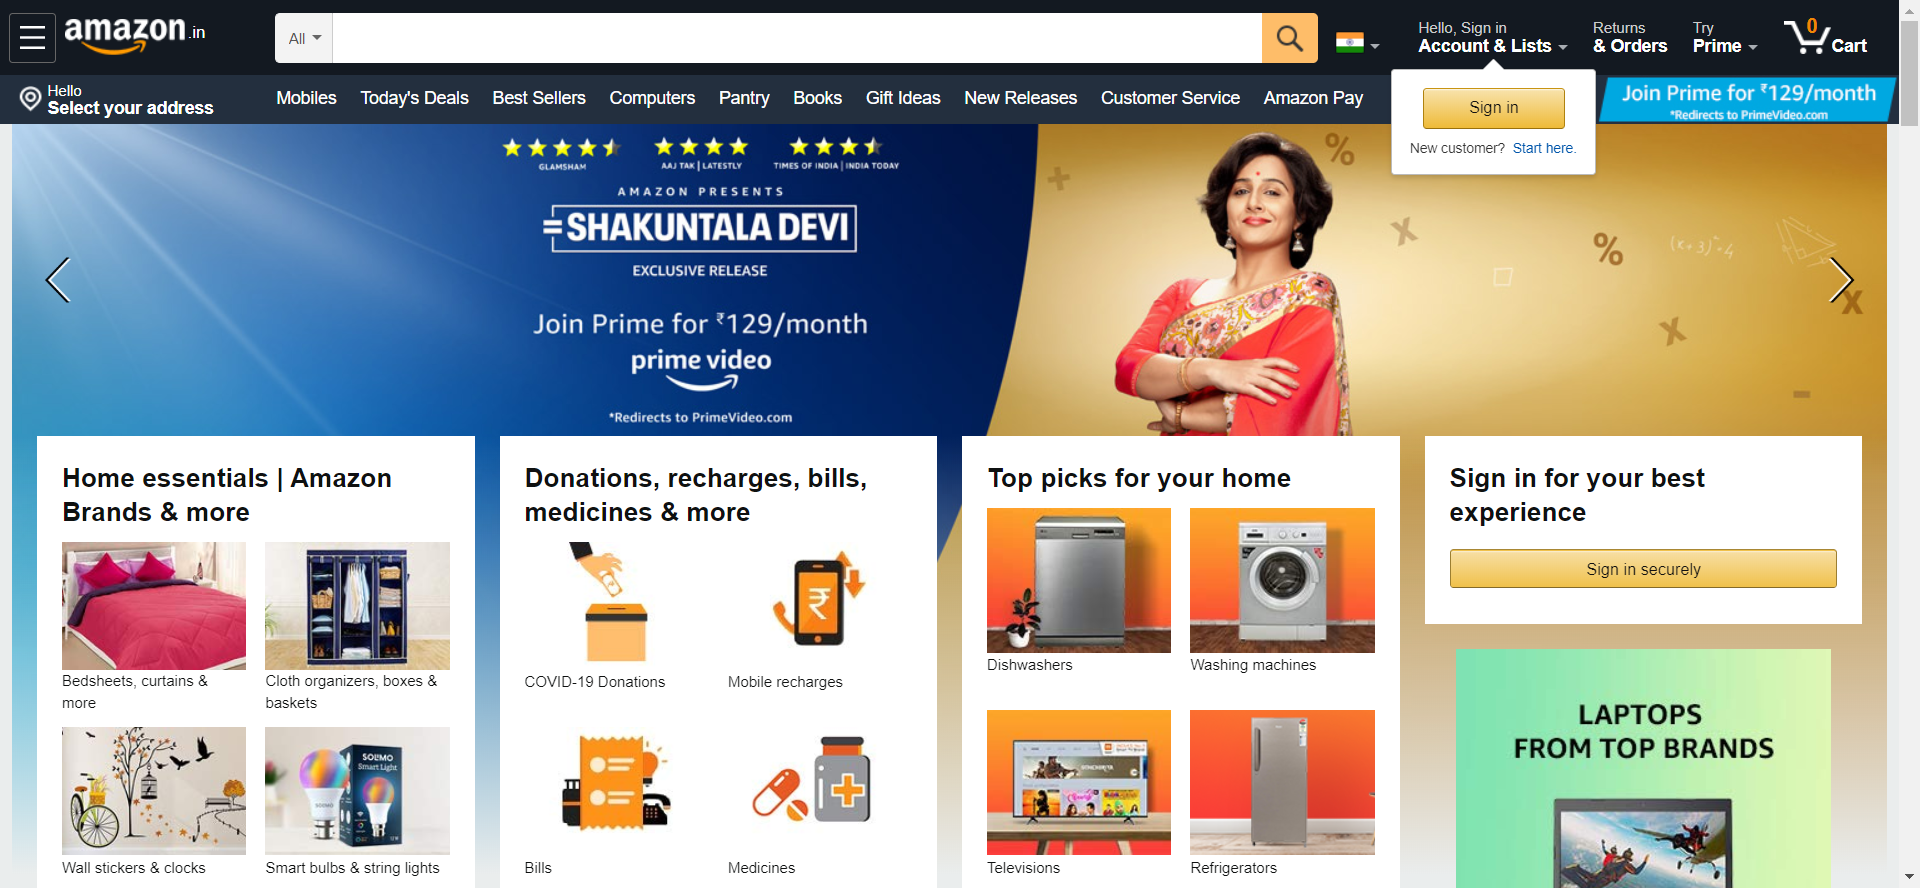 amazon.in
All
Hello, Sign in
Account & Lists
Returns
& Orders
Try
Prime
0
Cart
Hello
Select your address
Mobiles
Today's Deals
Best Sellers
Computers
Pantry
Books
Gift Ideas
New Releases
Customer Service
Amazon Pay
Join Prime for ₹129/month
*Redirects to PrimeVideo.com
Sign in
New customer? Start here.
GLAMSHAM
AAJ TAK | LATESTLY
TIMES OF INDIA | INDIA TODAY
AMAZON PRESENTS
=SHAKUNTALA DEVI
EXCLUSIVE RELEASE
Join Prime for ₹129/month
prime video
*Redirects to PrimeVideo.com
Home essentials | Amazon
Brands & more
Bedsheets, curtains &
more
Cloth organizers, boxes &
baskets
SOLIMO
Smart Light
SOLIMO
Wall stickers & clocks
Smart bulbs & string lights
Donations, recharges, bills,
medicines & more
COVID-19 Donations
Mobile recharges
Bills
Medicines
Top picks for your home
Dishwashers
Washing machines
Televisions
Refrigerators
Sign in for your best
experience
Sign in securely
LAPTOPS
FROM TOP BRANDS